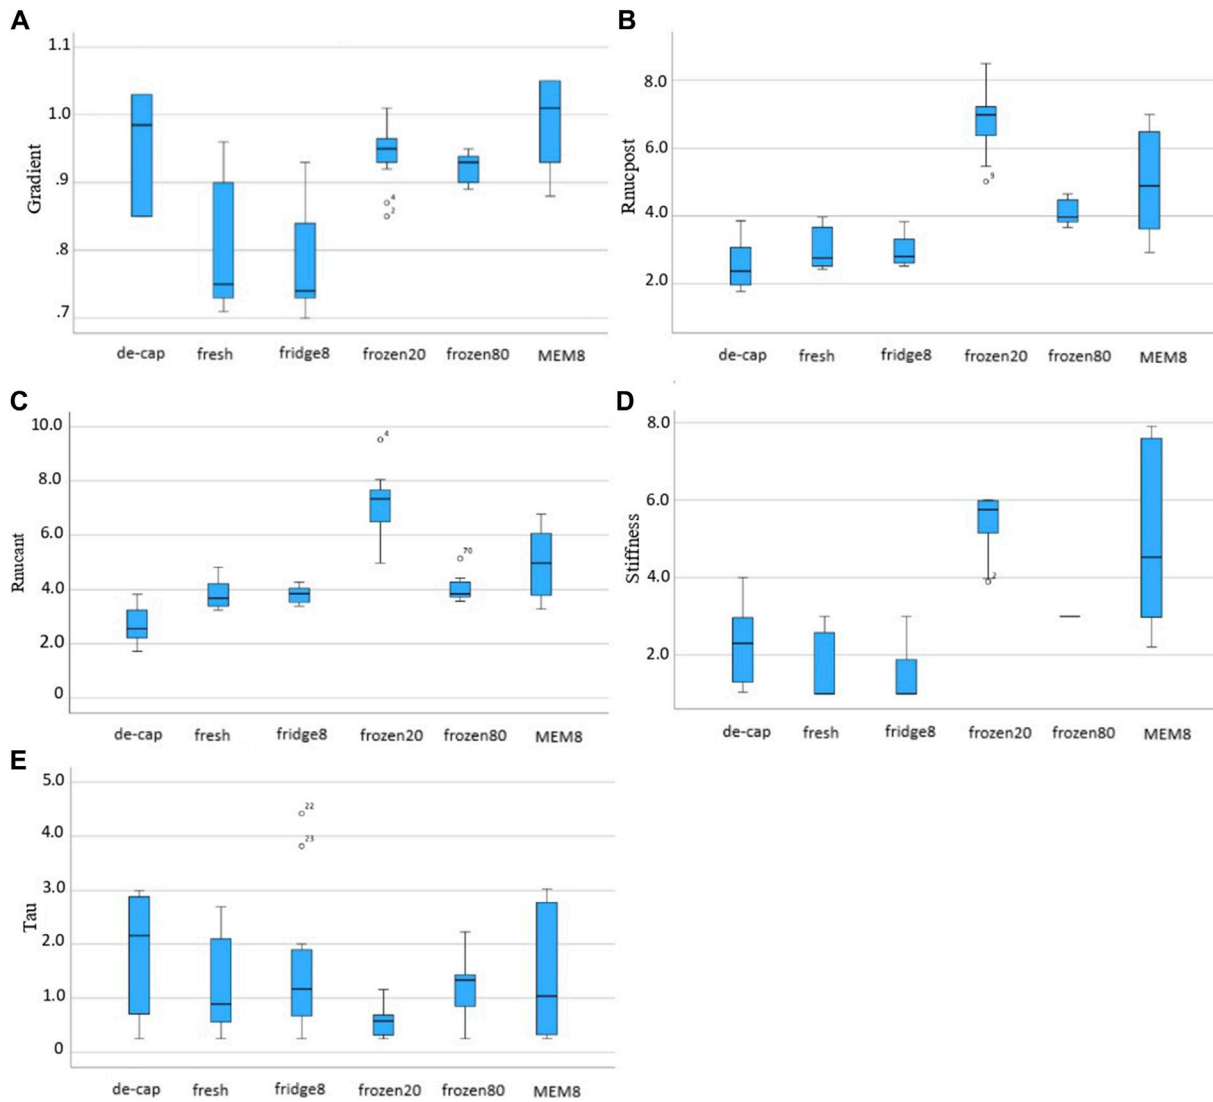 A
Gradient
1.1
1.0
.9
.8
.7
4
2
de-cap fresh fridge8 frozen20 frozen80 MEM8
B
Rnucpost
8.0
6.0
4.0
2.0
9
de-cap fresh fridge8 frozen20 frozen80 MEM8
C
Rnucant
10.0
8.0
6.0
4.0
2.0
0
4
70
de-cap fresh fridge8 frozen20 frozen80 MEM8
D
Stiffness
8.0
6.0
4.0
2.0
2
de-cap fresh fridge8 frozen20 frozen80 MEM8
E
Tau
5.0
4.0
3.0
2.0
1.0
0
22
23
de-cap fresh fridge8 frozen20 frozen80 MEM8